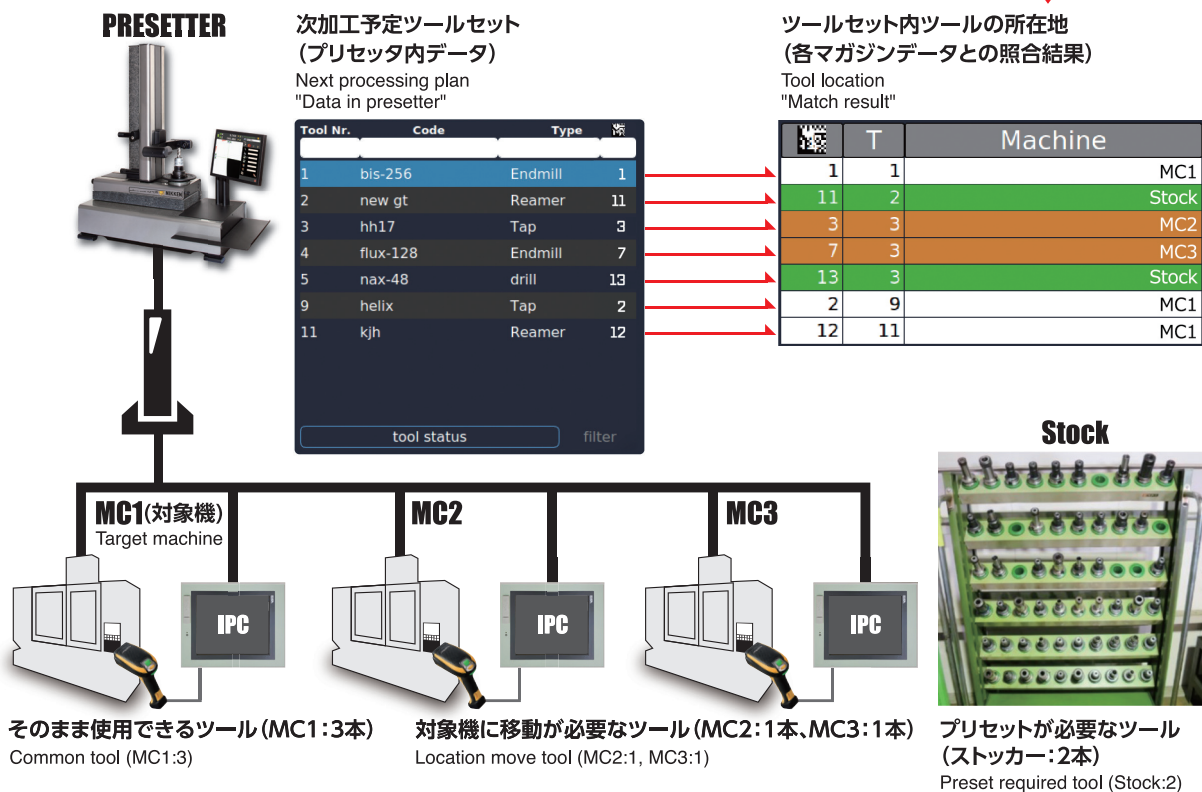 PRESETTER
次加工予定ツールセット
（プリセッタ内データ）
Next processing plan
"Data in presetter"
Tool Nr. Code Type
1 bis-256 Endmill 1
2 new gt Reamer 11
3 hh17 Tap 3
4 flux-128 Endmill 7
5 nax-48 drill 13
9 helix Tap 2
11 kjh Reamer 12
tool status filter
ツールセット内ツールの所在地
（各マガジンデータとの照合結果）
Tool location
"Match result"
T Machine
1 1 MC1
11 2 Stock
3 3 MC2
7 3 MC3
13 3 Stock
2 9 MC1
12 11 MC1
MC1(対象機)
Target machine
IPC
MC2
IPC
MC3
IPC
Stock
そのまま使用できるツール（MC1：3本）
Common tool (MC1:3)
対象機に移動が必要なツール（MC2：1本、MC3：1本）
Location move tool (MC2:1, MC3:1)
プリセットが必要なツール
（ストッカー：2本）
Preset required tool (Stock:2)